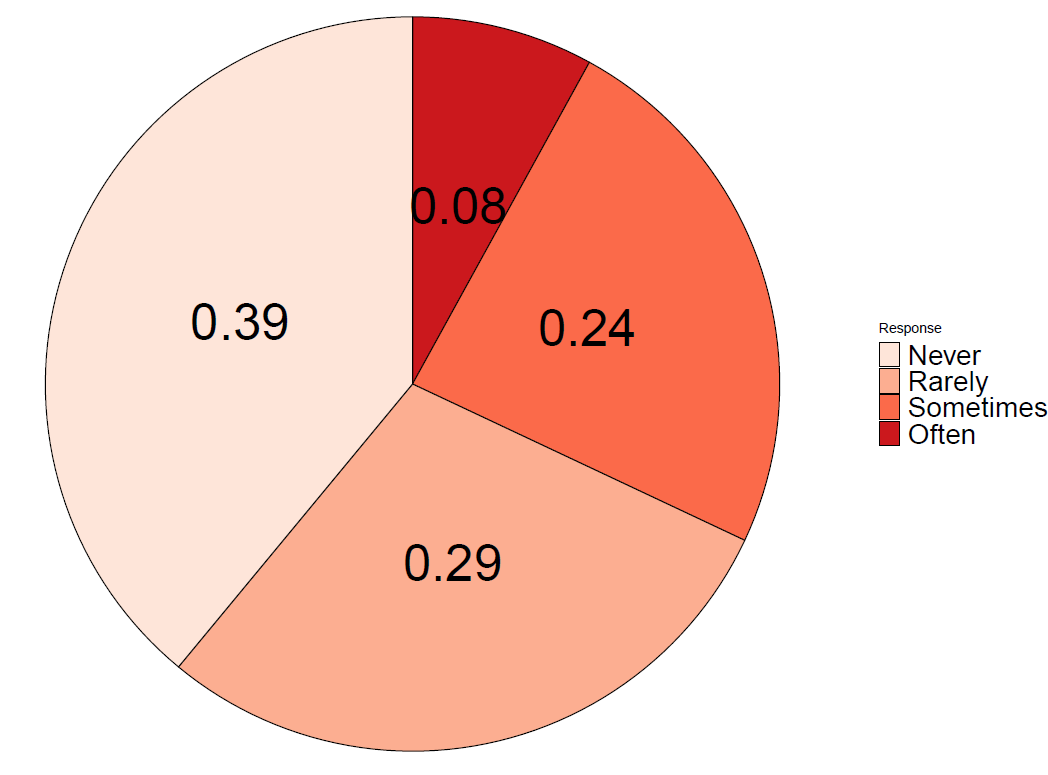 0.08
0.39
0.24
0.29
Response
Never
Rarely
Sometimes
Often